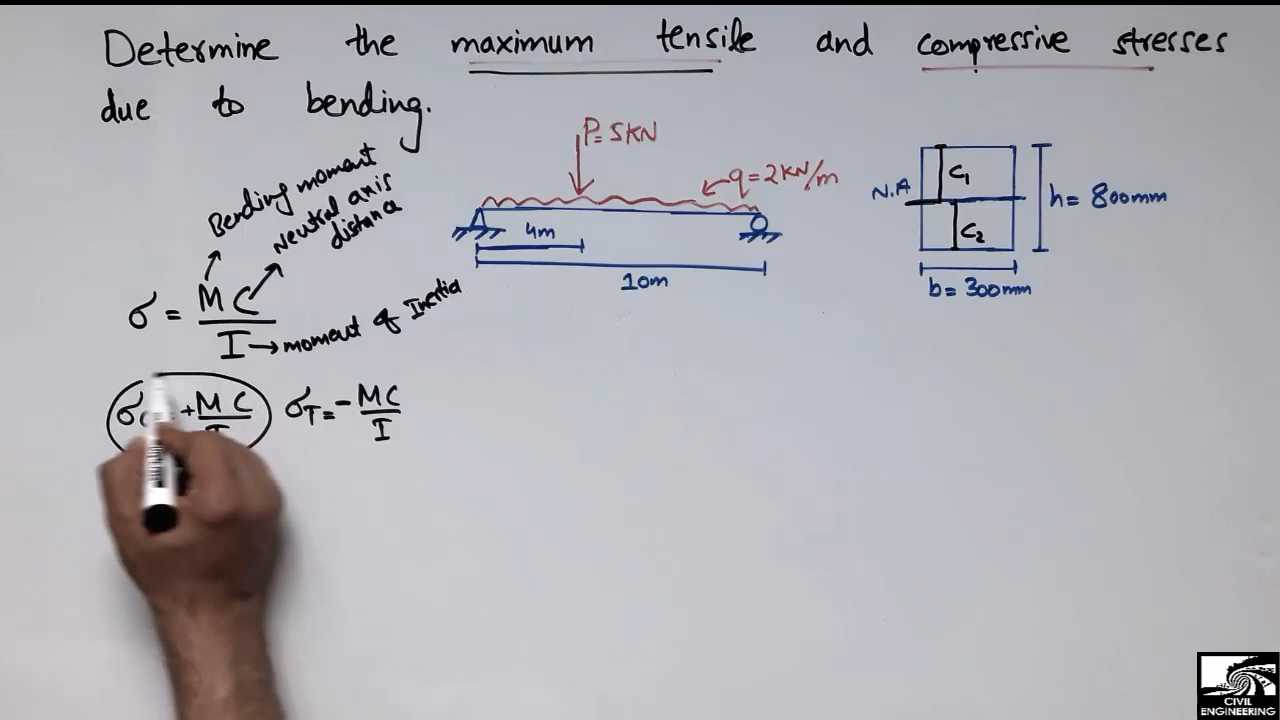 Determine the maximum tensile and compressive stresses
due to bending.
P=5KN
q=2KN/m
4m
10m
N.A
C1
C2
h= 800mm
b= 300mm
Bending moment
Neutral axis
distance
σ = MC/I
moment of Inertia
+MC
σT= -MC/I
CIVIL
ENGINEERING